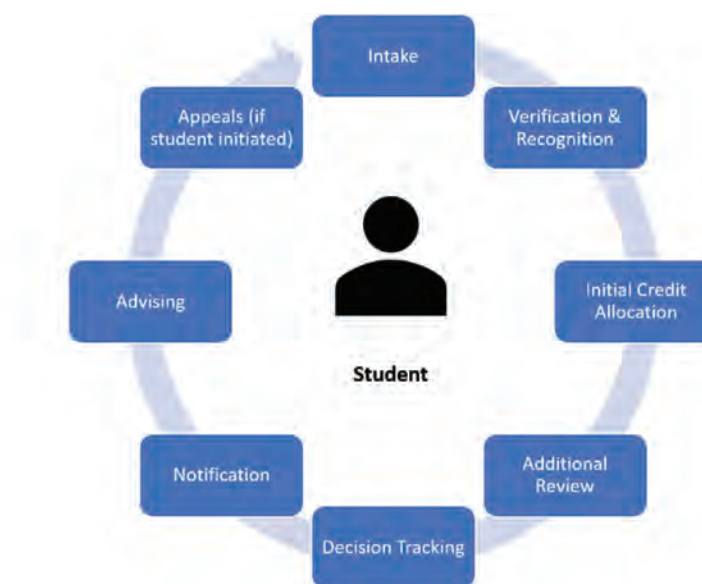 Intake
Verification &
Recognition
Initial Credit
Allocation
Additional
Review
Decision Tracking
Notification
Advising
Appeals (if
student initiated)
Student